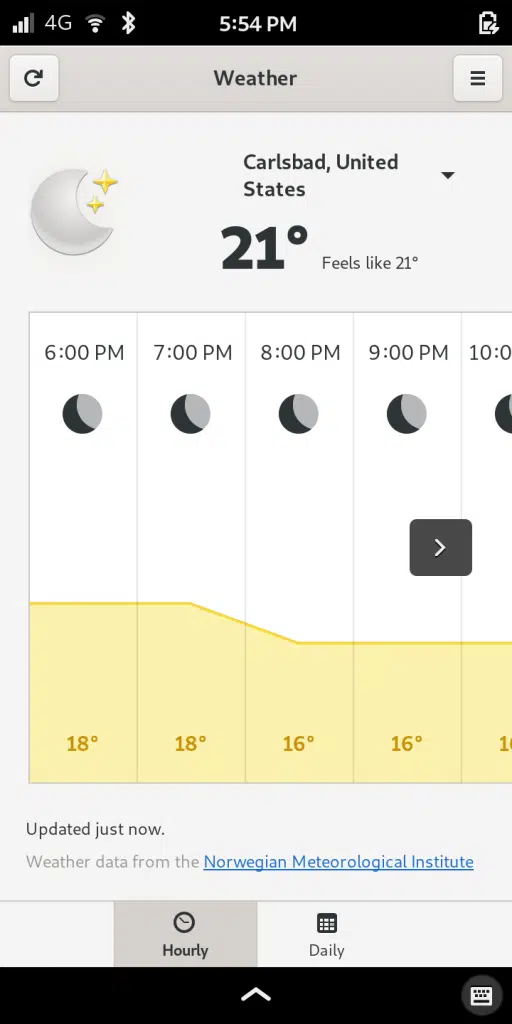 4G 5:54 PM
Weather
Carlsbad, United
States
21° Feels like 21°
6:00 PM 7:00 PM 8:00 PM 9:00 PM 10:0
18° 18° 16° 16° 1
Updated just now.
Weather data from the Norwegian Meteorological Institute
Hourly Daily